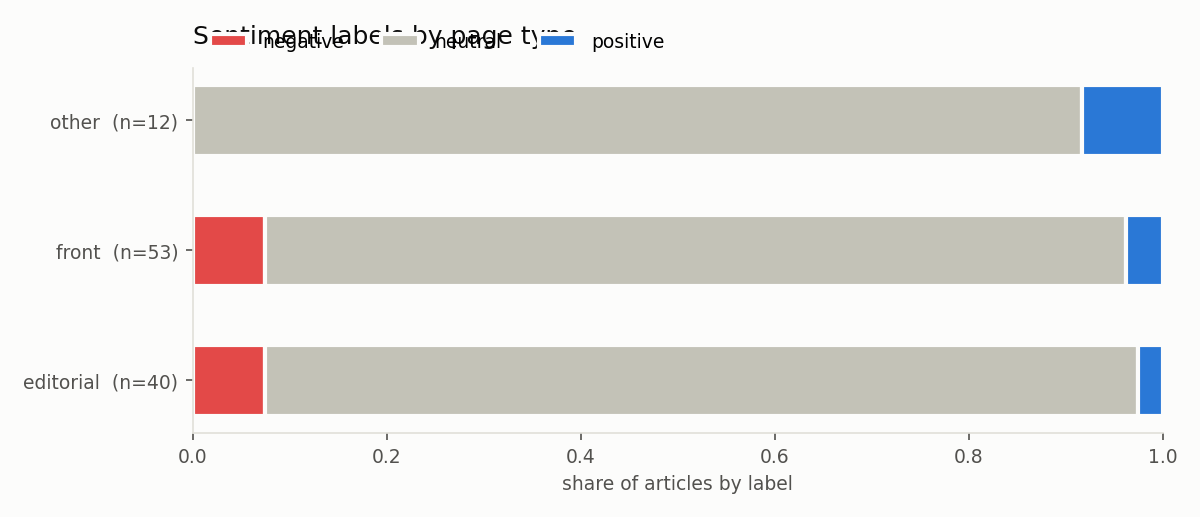 Sentiment labels by page type
negative neutral positive
other (n=12)
front (n=53)
editorial (n=40)
0.0 0.2 0.4 0.6 0.8 1.0
share of articles by label